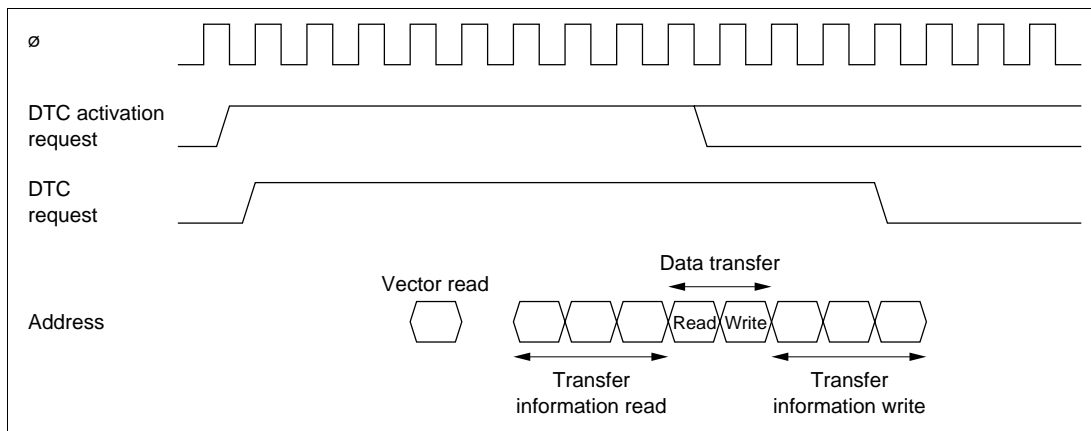 ø
DTC activation
request
DTC
request
Data transfer
Vector read
Address
Read Write
Transfer
information read
Transfer
information write